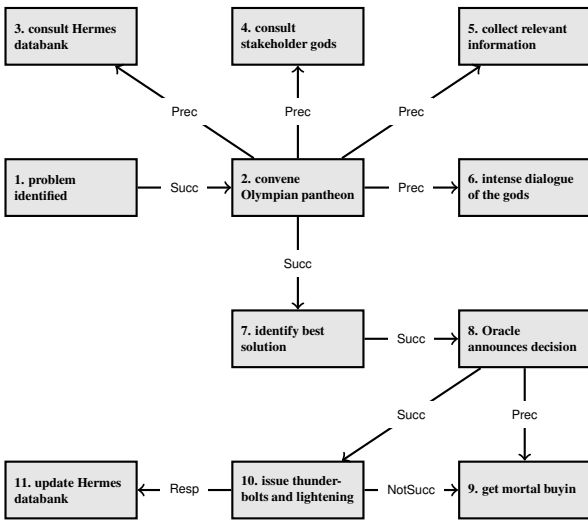 3. consult Hermes
databank
4. consult
stakeholder gods
5. collect relevant
information
Prec
Prec
Prec
1. problem
identified
Succ
2. convene
Olympian pantheon
Prec
6. intense dialogue
of the gods
Succ
7. identify best
solution
Succ
8. Oracle
announces decision
Succ
Prec
11. update Hermes
databank
Resp
10. issue thunder-
bolts and lightening
NotSucc
9. get mortal buyin